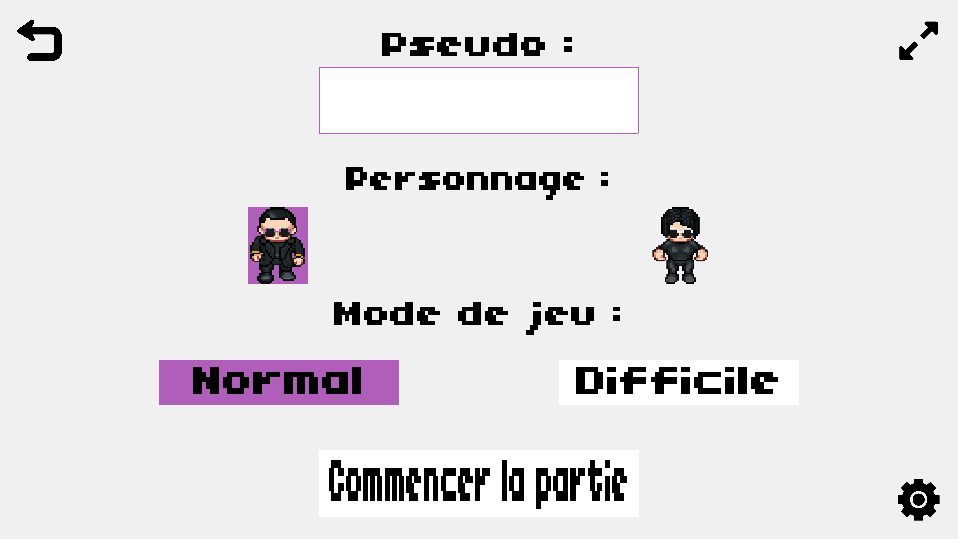 Pseudo :
Personnage :
Mode de jeu :
Normal
Difficile
Commencer la partie